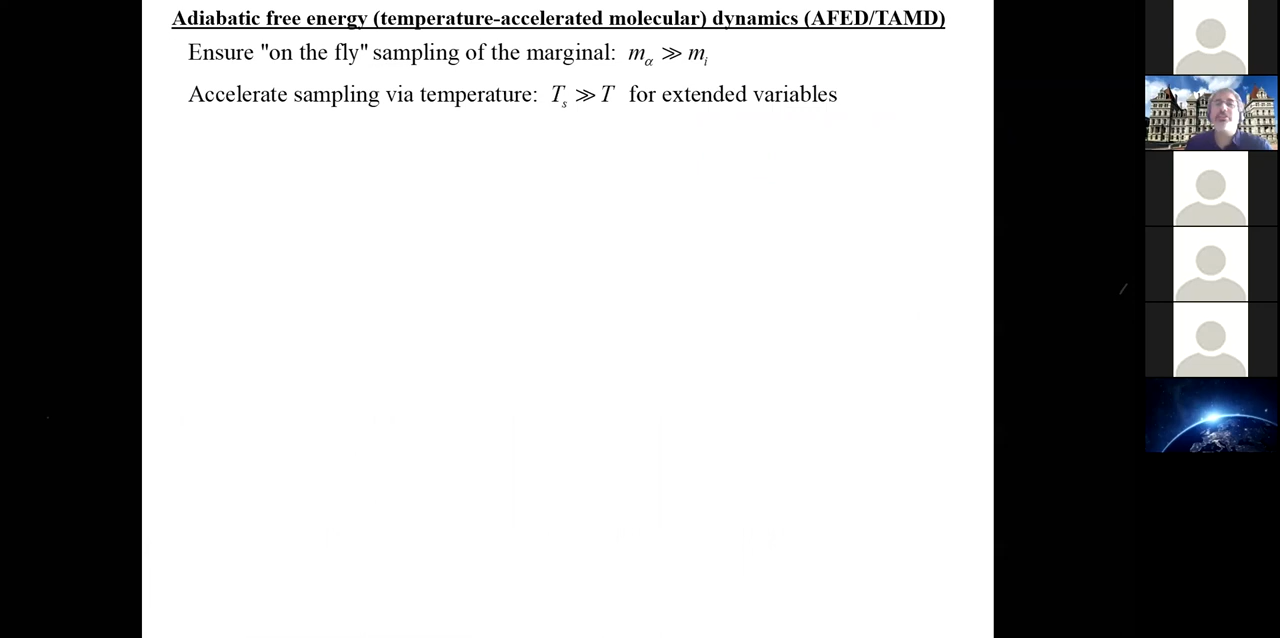 Adiabatic free energy (temperature-accelerated molecular) dynamics (AFED/TAMD)
Ensure "on the fly" sampling of the marginal: mα ≫ mi
Accelerate sampling via temperature: Ts ≫ T for extended variables